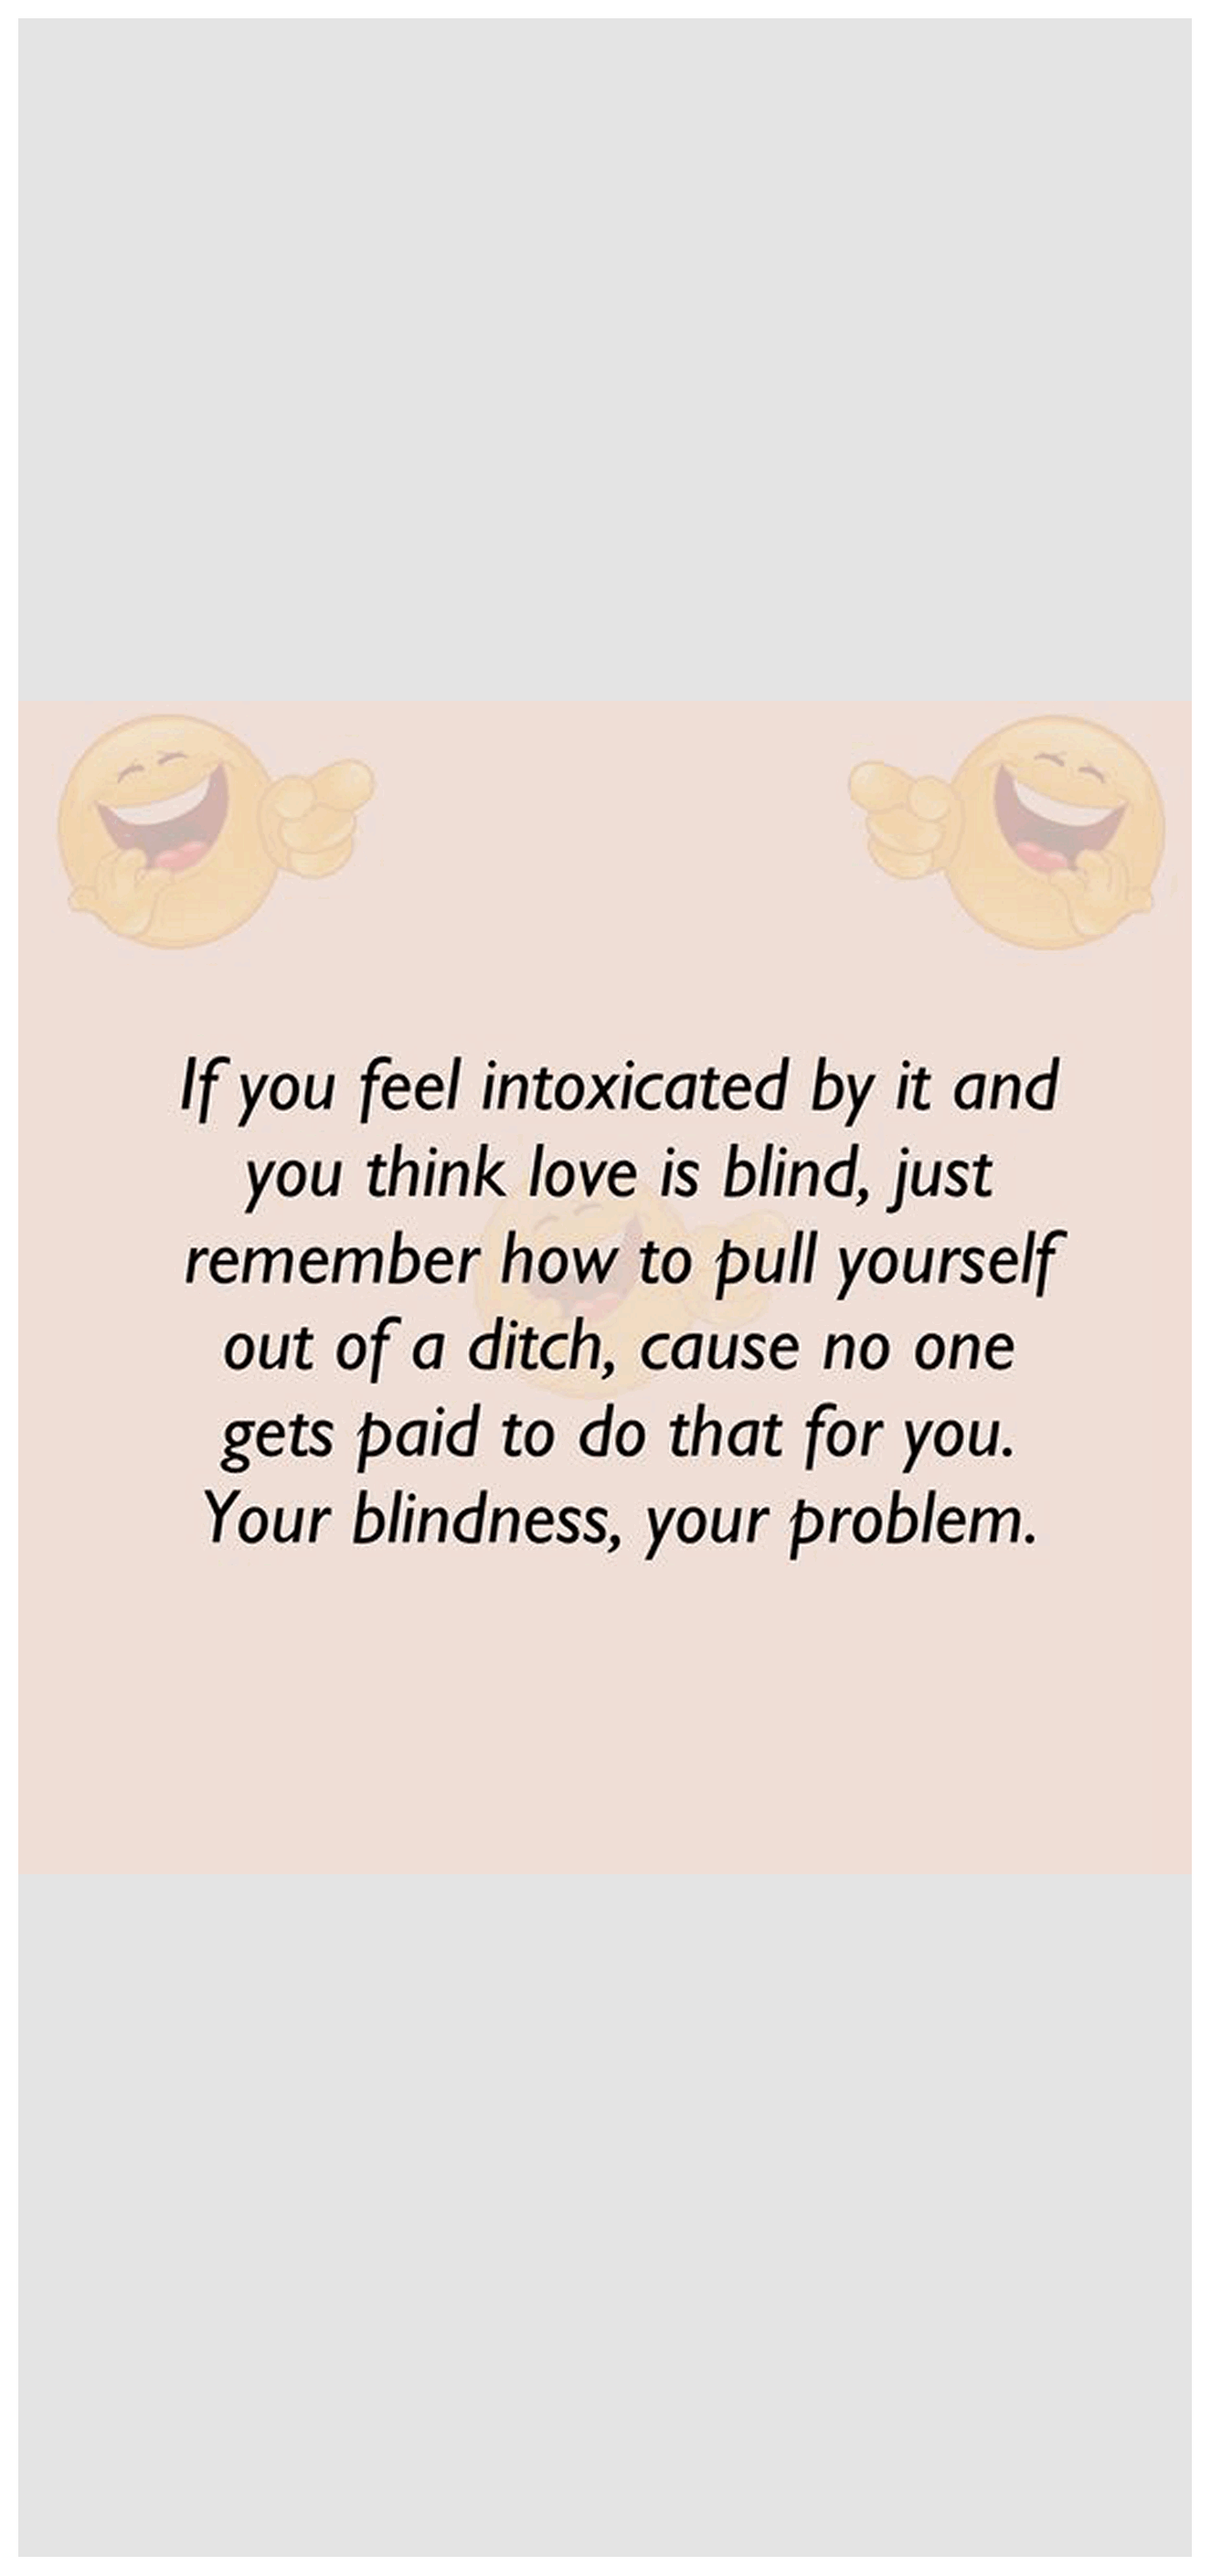 If you feel intoxicated by it and
you think love is blind, just
remember how to pull yourself
out of a ditch, cause no one
gets paid to do that for you.
Your blindness, your problem.